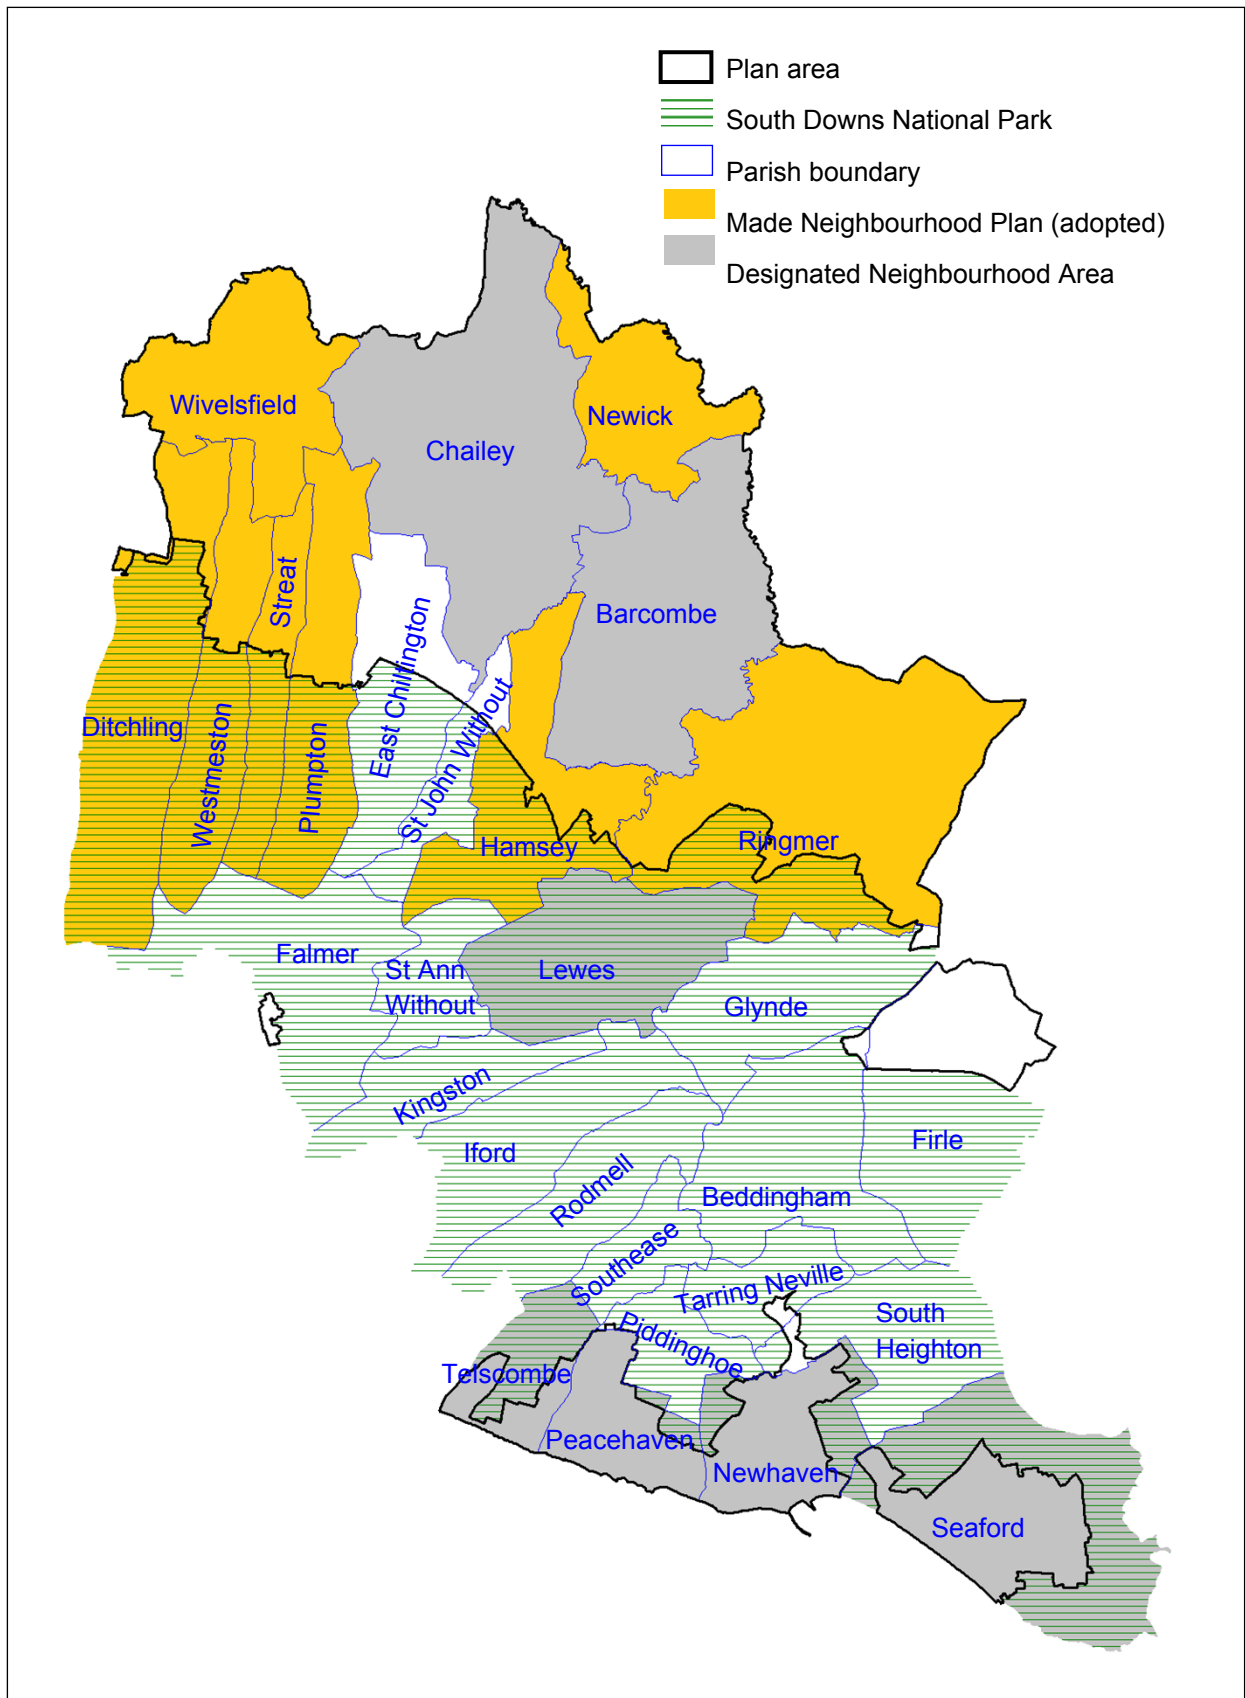 Plan area
South Downs National Park
Parish boundary
Made Neighbourhood Plan (adopted)
Designated Neighbourhood Area
Wivelsfield
Newick
Chailey
Streat
Barcombe
East Chiltington
Ditchling
Westmeston
Plumpton
St John Without
Hamsey
Ringmer
Falmer
St Ann
Without
Lewes
Glynde
Kingston
Iford
Firle
Rodmell
Beddingham
Southease
Tarring Neville
South
Heighton
Piddinghoe
Telscombe
Peacehaven
Newhaven
Seaford